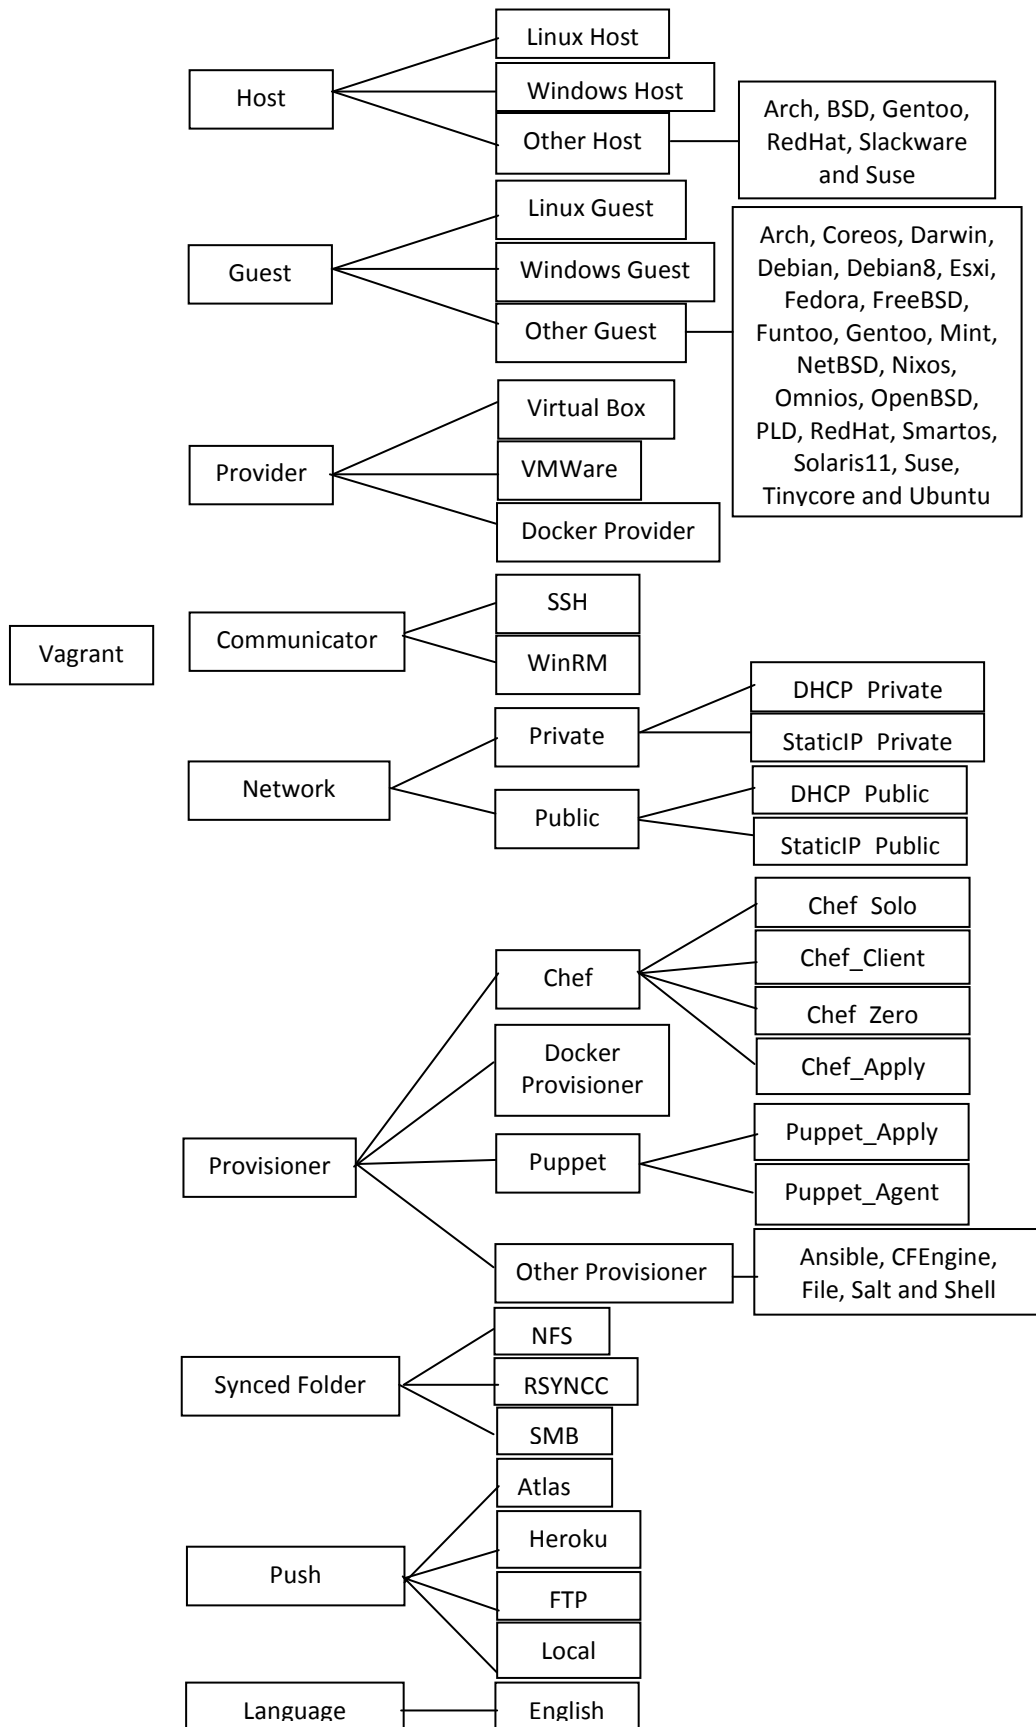 Vagrant
Host
Linux Host
Windows Host
Other Host
Arch, BSD, Gentoo,
RedHat, Slackware
and Suse
Guest
Linux Guest
Windows Guest
Other Guest
Arch, Coreos, Darwin,
Debian, Debian8, Esxi,
Fedora, FreeBSD,
Funtoo, Gentoo, Mint,
NetBSD, Nixos,
Omnios, OpenBSD,
PLD, RedHat, Smartos,
Solaris11, Suse,
Tinycore and Ubuntu
Provider
Virtual Box
VMWare
Docker Provider
Communicator
SSH
WinRM
Network
Private
DHCP Private
StaticIP Private
Public
DHCP Public
StaticIP Public
Provisioner
Chef
Chef Solo
Chef_Client
Chef Zero
Chef_Apply
Docker
Provisioner
Puppet
Puppet_Apply
Puppet_Agent
Other Provisioner
Ansible, CFEngine,
File, Salt and Shell
Synced Folder
NFS
RSYNCC
SMB
Push
Atlas
Heroku
FTP
Local
Language
English